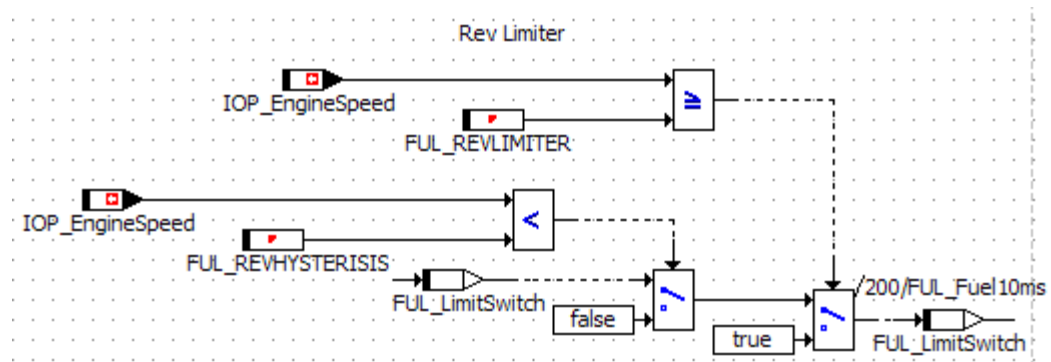 Rev Limiter
IOP_EngineSpeed
≥
FUL_REVLIMITER
IOP_EngineSpeed
<
FUL_REVHYSTERISIS
FUL_LimitSwitch
false
/200/FUL_Fuel10ms
true
FUL_LimitSwitch